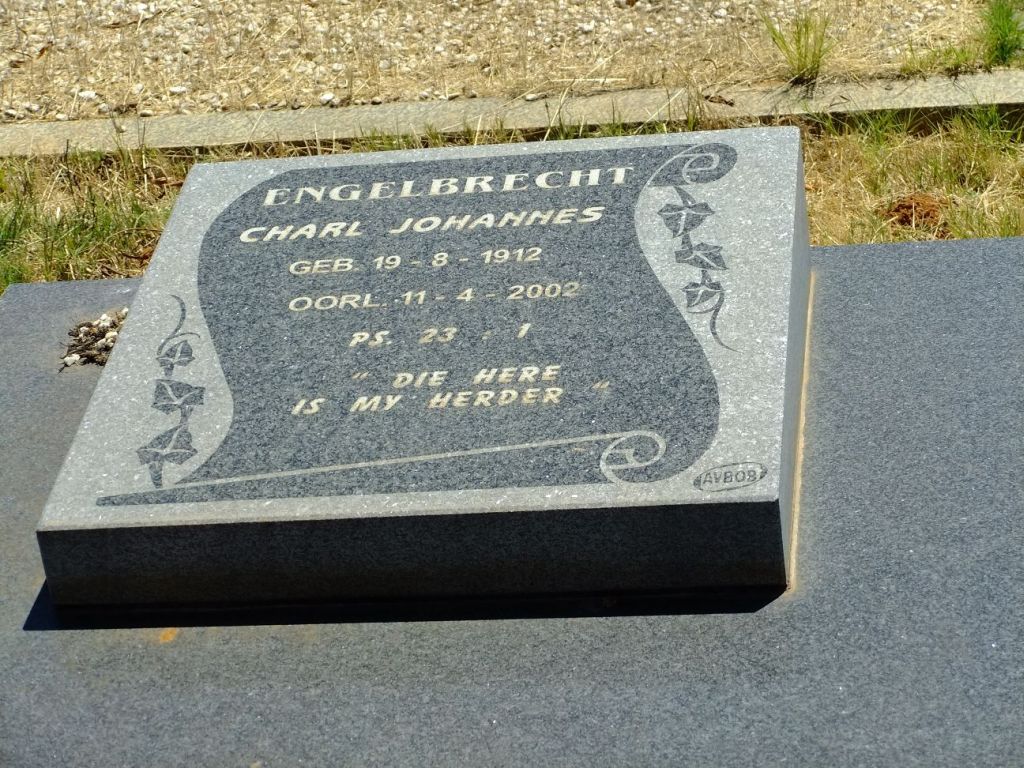 ENGELBRECHT
CHARL JOHANNES
GEB. 19 - 8 - 1912
OORL. 11 - 4 - 2002
PS. 23 : 1
" DIE HERE
IS MY HERDER "
AVBOB